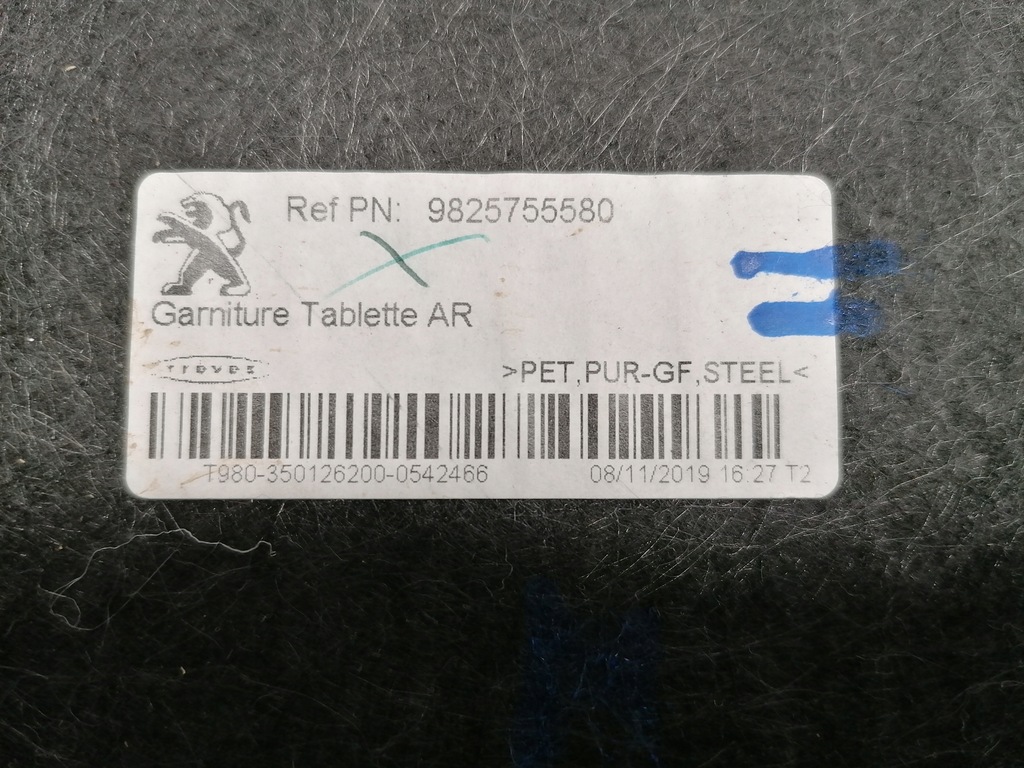 Ref PN: 9825755580
Garniture Tablette AR
TREVES
>PET,PUR-GF,STEEL<
T980-350126200-0542466 08/11/2019 16:27 T2